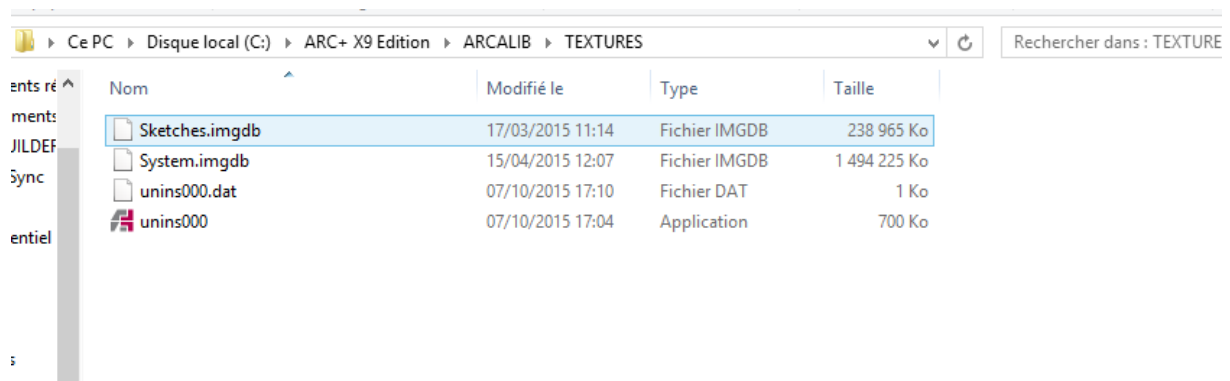 Ce PC Disque local (C:) ARC+ X9 Edition ARCALIB TEXTURES Rechercher dans : TEXTURE
ents ré Nom Modifié le Type Taille
ments Sketches.imgdb 17/03/2015 11:14 Fichier IMGDB 238 965 Ko
UILDER System.imgdb 15/04/2015 12:07 Fichier IMGDB 1 494 225 Ko
Sync unins000.dat 07/10/2015 17:10 Fichier DAT 1 Ko
unins000 07/10/2015 17:04 Application 700 Ko
entiel
s